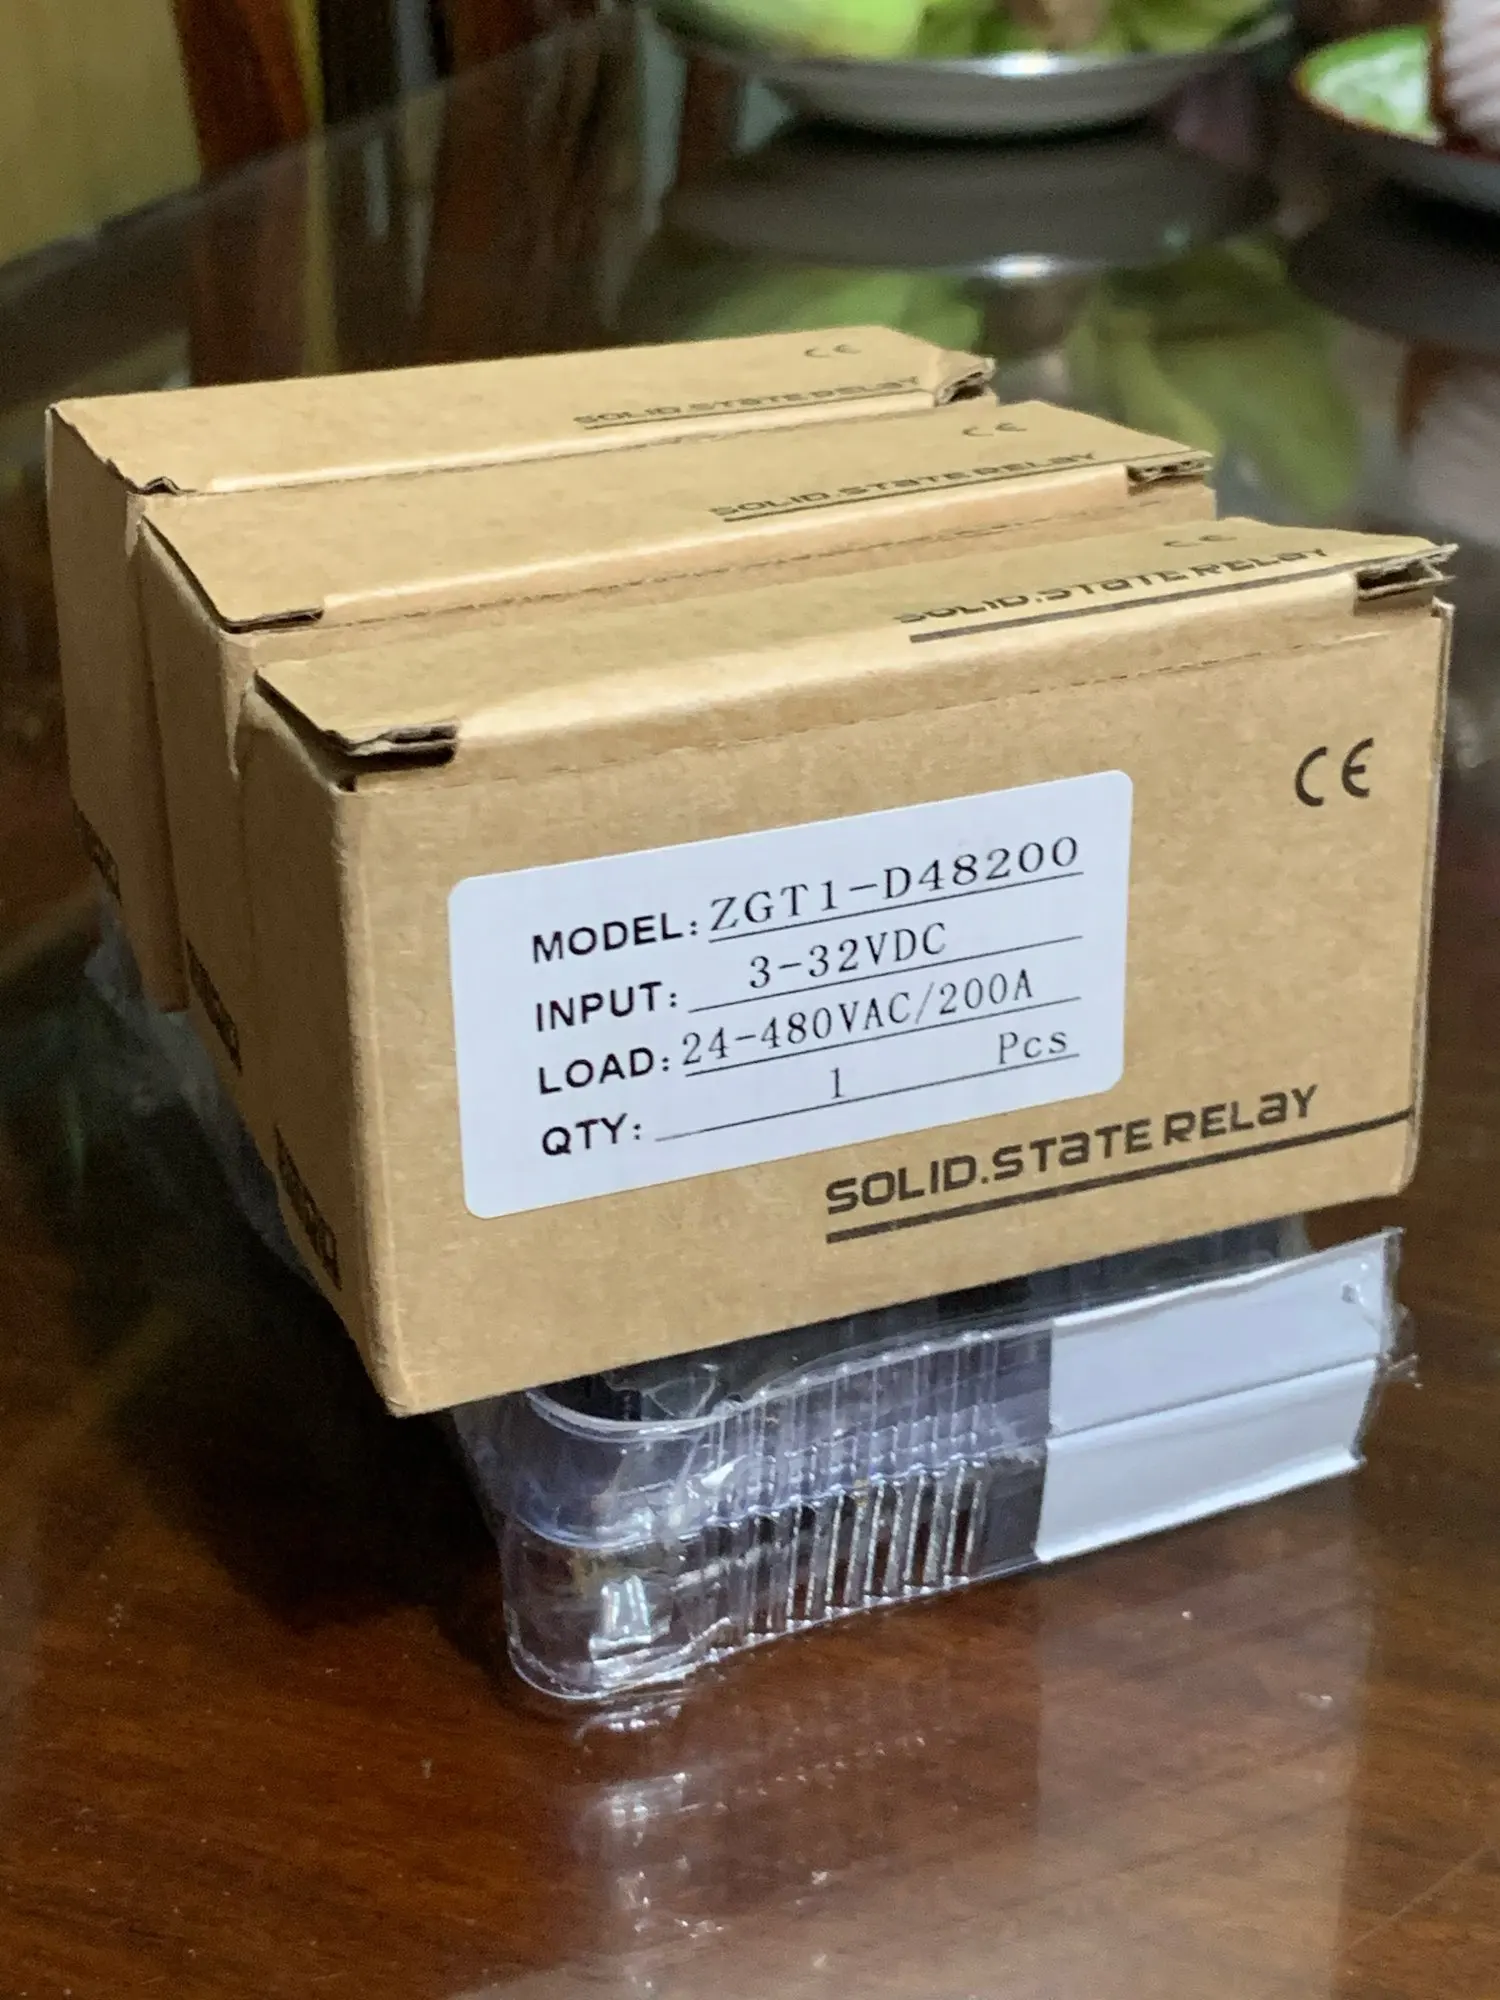 CE
SOLID.STATE RELAY
CE
SOLID.STATE RELAY
CE
SOLID.STATE RELAY
CE
MODEL: ZGT1-D48200
INPUT: 3-32VDC
LOAD: 24-480VAC/200A
QTY: 1 Pcs
SOLID.STATE RELAY